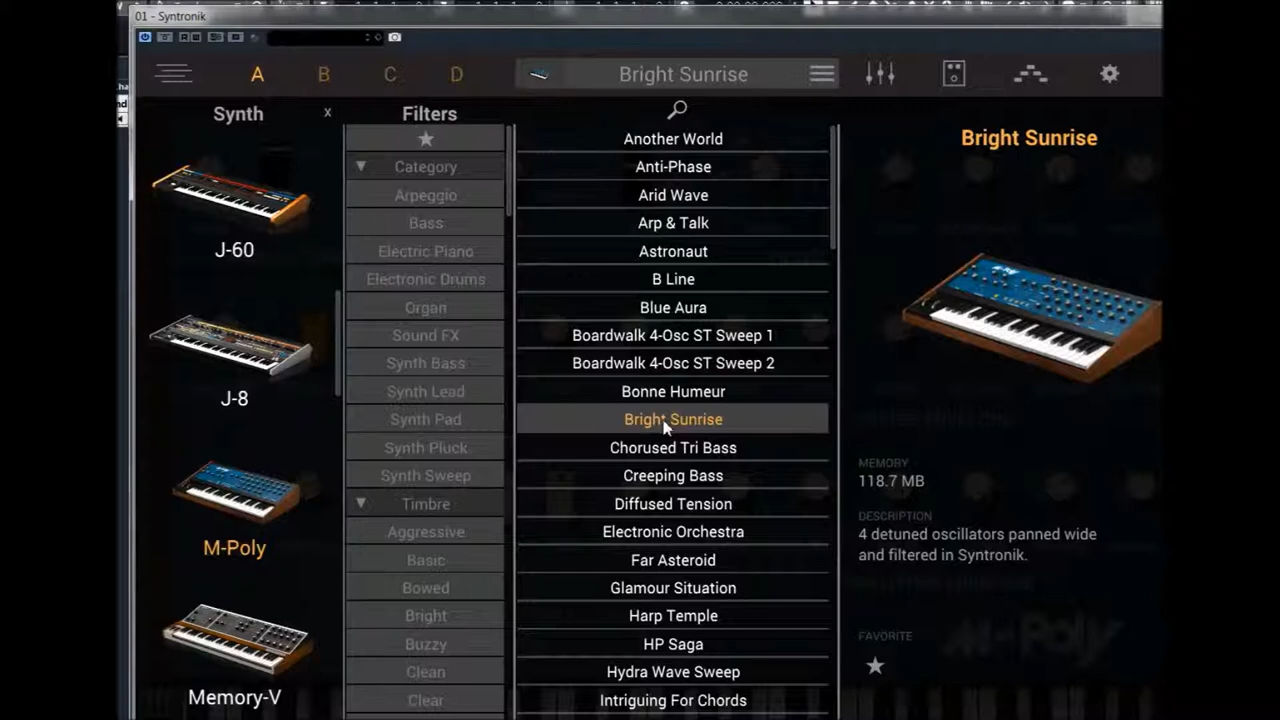 01 - Syntronik
A B C D
Bright Sunrise
Synth x
J-60
J-8
M-Poly
Memory-V
Filters
Category
Arpeggio
Bass
Electric Piano
Electronic Drums
Organ
Sound FX
Synth Bass
Synth Lead
Synth Pad
Synth Pluck
Synth Sweep
Timbre
Aggressive
Basic
Bowed
Bright
Buzzy
Clean
Clear
Another World
Anti-Phase
Arid Wave
Arp & Talk
Astronaut
B Line
Blue Aura
Boardwalk 4-Osc ST Sweep 1
Boardwalk 4-Osc ST Sweep 2
Bonne Humeur
Bright Sunrise
Chorused Tri Bass
Creeping Bass
Diffused Tension
Electronic Orchestra
Far Asteroid
Glamour Situation
Harp Temple
HP Saga
Hydra Wave Sweep
Intriguing For Chords
Bright Sunrise
MEMORY
118.7 MB
DESCRIPTION
4 detuned oscillators panned wide
and filtered in Syntronik.
FAVORITE
M-Poly